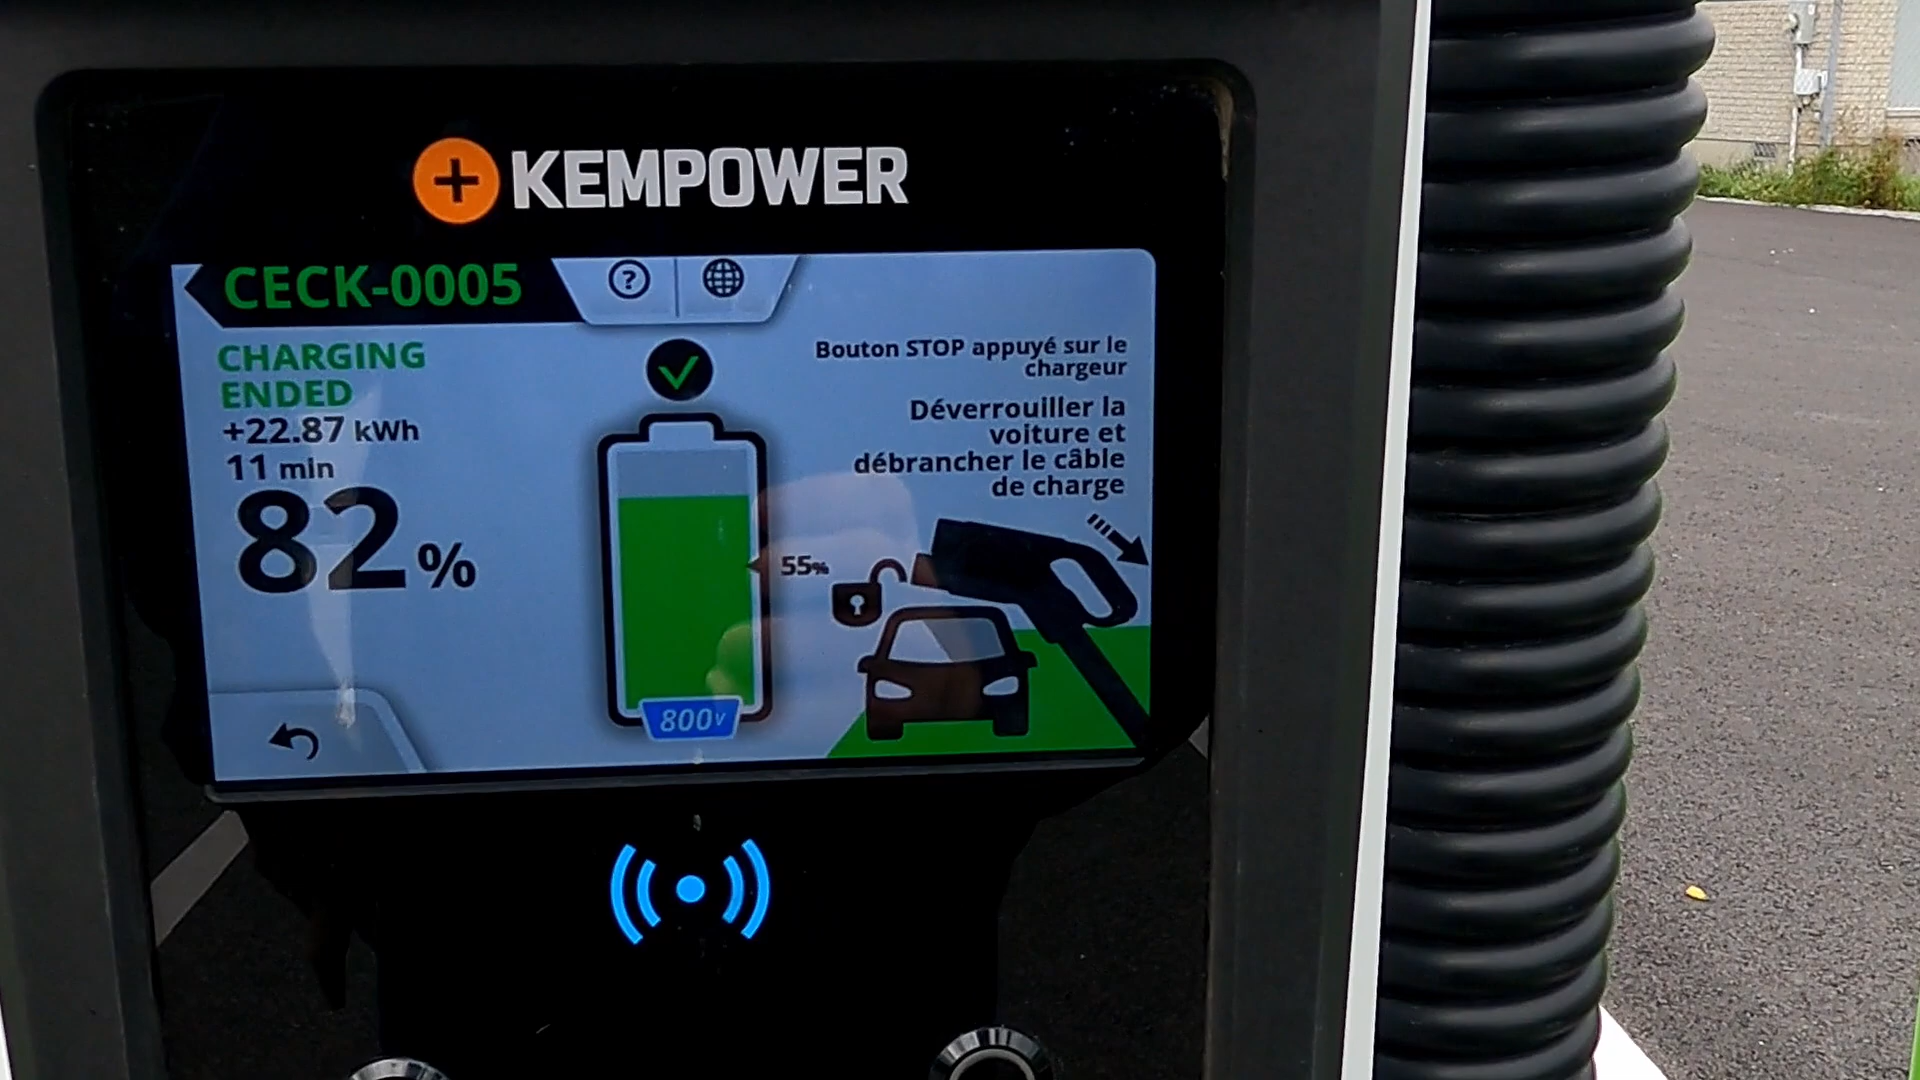 KEMPOWER
CECK-0005
?
CHARGING
ENDED
+22.87 kWh
11 min
82%
Bouton STOP appuyé sur le
chargeur
Déverrouiller la
voiture et
débrancher le câble
de charge
55%
800V